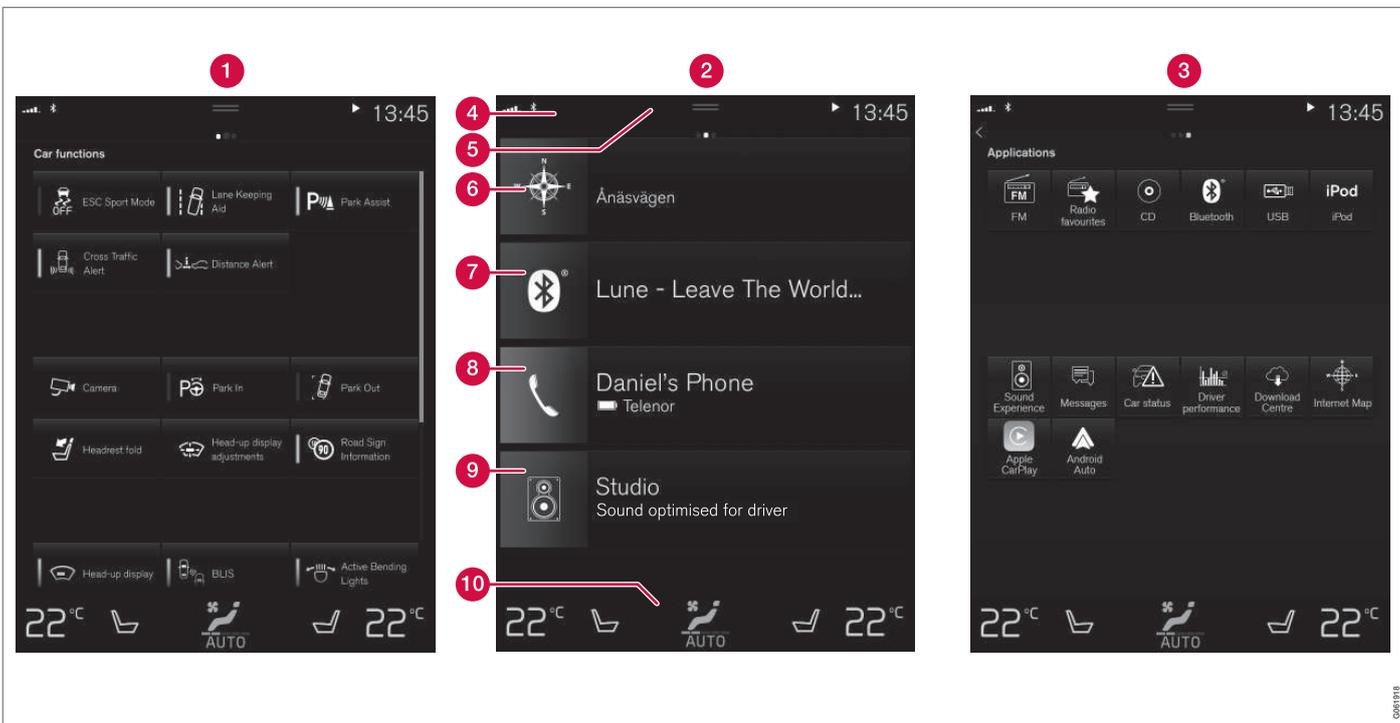 1
2
3
13:45
Car functions
ESC Sport Mode
OFF
Lane Keeping
Aid
Park Assist
Cross Traffic
Alert
Distance Alert
Camera
Park In
Park Out
Headrest fold
Head-up display
adjustments
90
Road Sign
Information
Head-up display
BLIS
Active Bending
Lights
22°C
AUTO
22°C
4
5
6
7
8
9
10
13:45
N
W
E
S
Ånäsvägen
Lune - Leave The World...
Daniel's Phone
Telenor
Studio
Sound optimised for driver
22°C
AUTO
22°C
13:45
Applications
FM
FM
Radio
favourites
CD
Bluetooth
USB
iPod
iPod
Sound
Experience
Messages
Car status
Driver
performance
Download
Centre
Internet Map
Apple
CarPlay
Android
Auto
22°C
AUTO
22°C
G061918